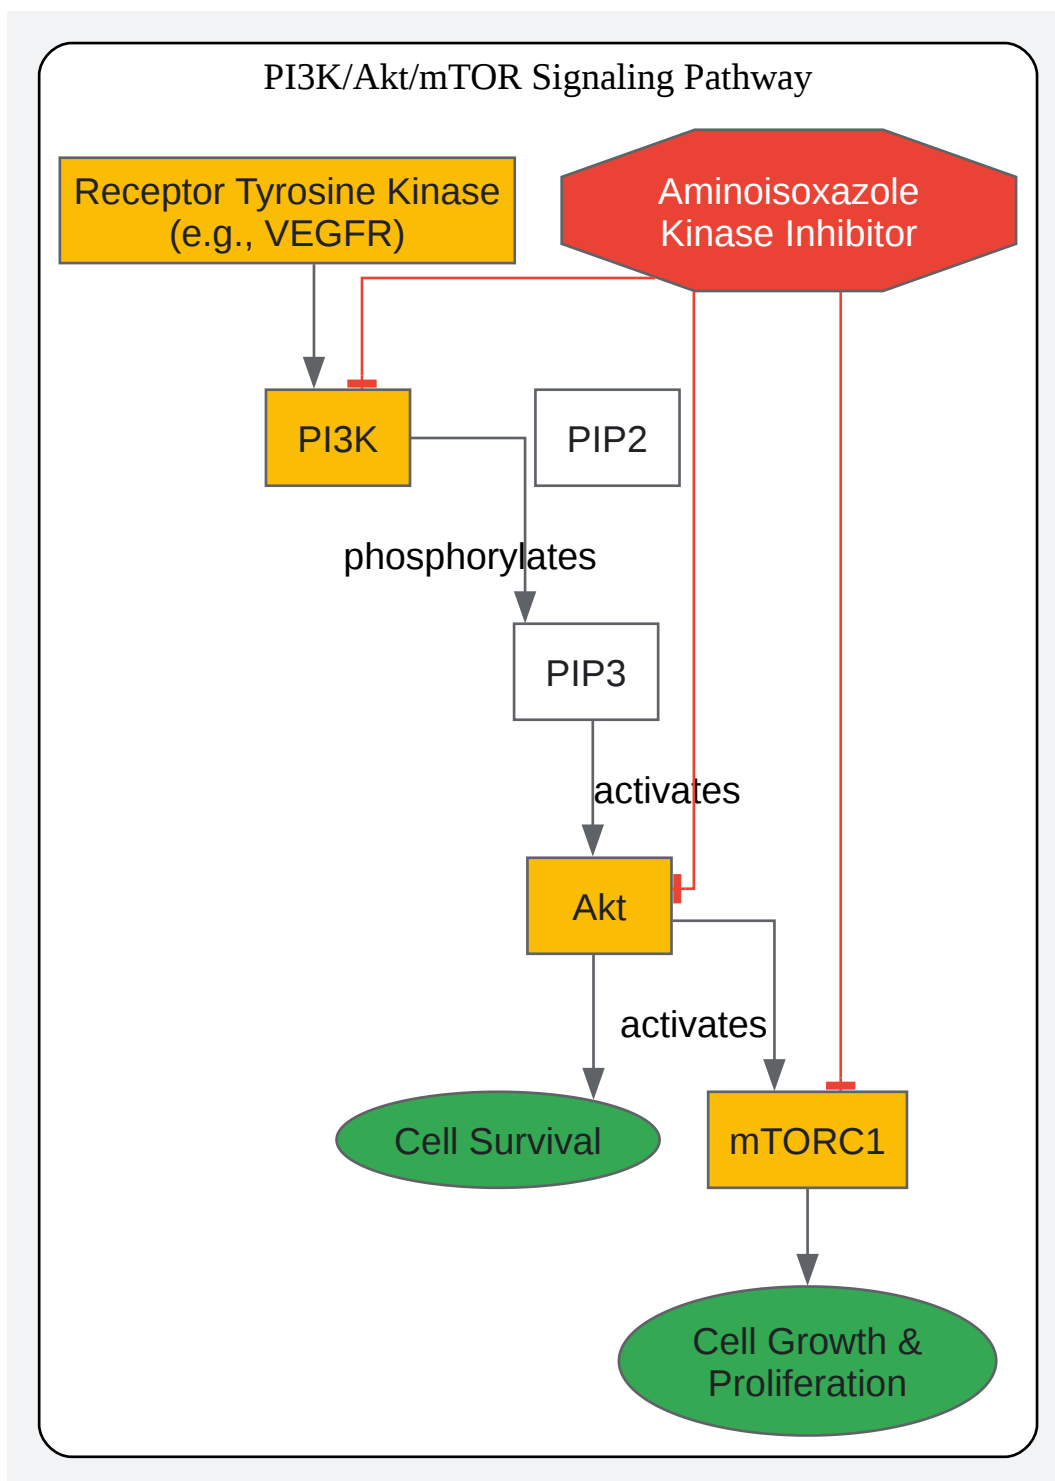 PI3K/Akt/mTOR Signaling Pathway
Receptor Tyrosine Kinase
(e.g., VEGFR)
Aminoisoxazole
Kinase Inhibitor
PI3K
PIP2
phosphorylates
PIP3
activates
Akt
activates
Cell Survival
mTORC1
Cell Growth &
Proliferation